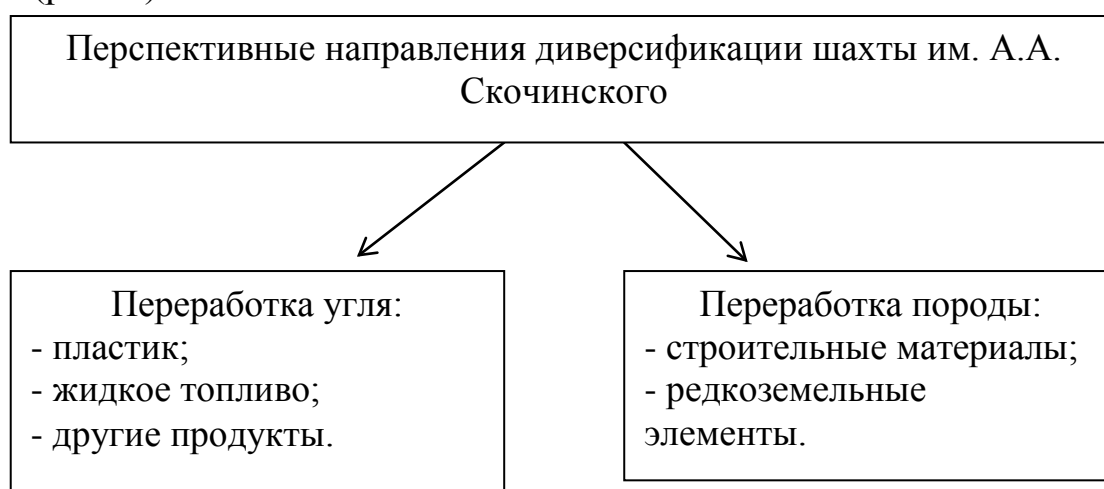 Перспективные направления диверсификации шахты им. А.А.
Скочинского
Переработка угля:
- пластик;
- жидкое топливо;
- другие продукты.
Переработка породы:
- строительные материалы;
- редкоземельные
элементы.